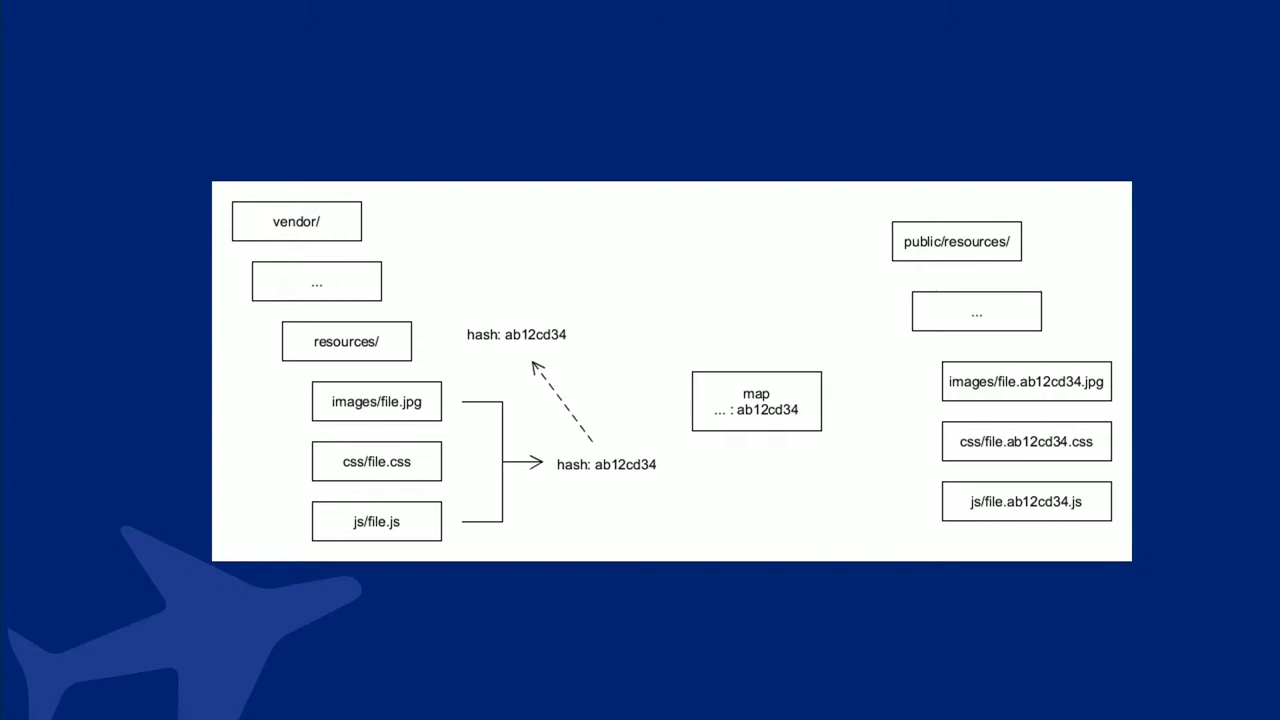 vendor/
...
resources/
images/file.jpg
css/file.css
js/file.js
hash: ab12cd34
hash: ab12cd34
map
... : ab12cd34
public/resources/
...
images/file.ab12cd34.jpg
css/file.ab12cd34.css
js/file.ab12cd34.js